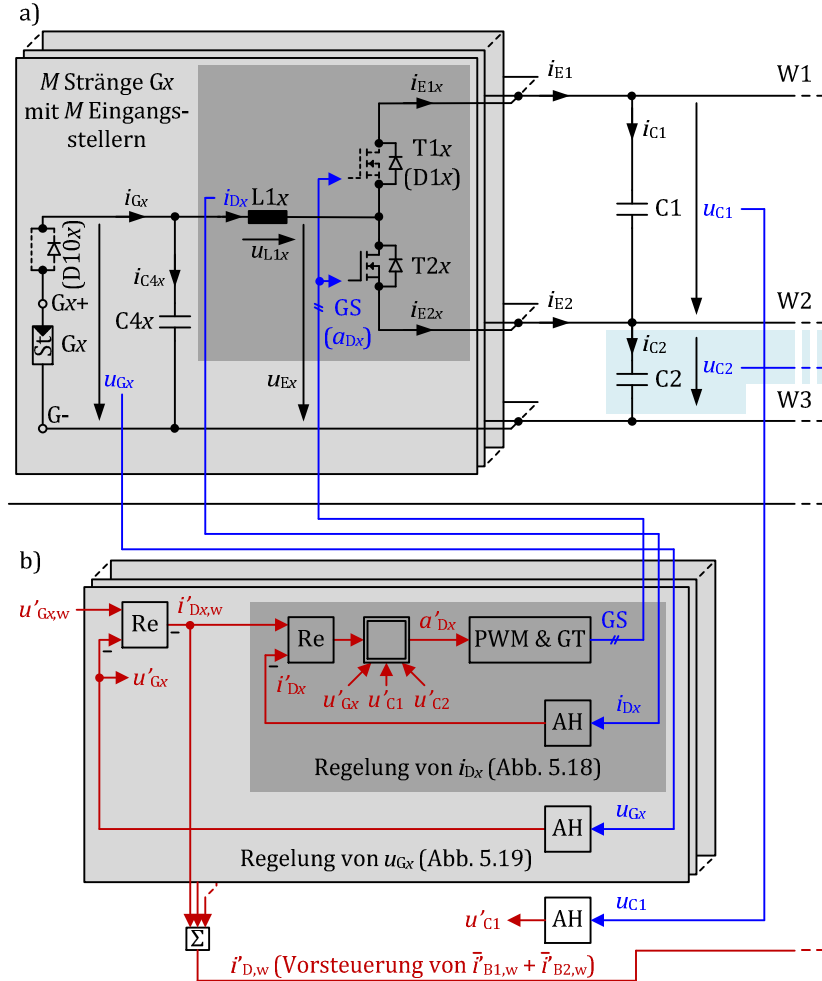 a)
M Stränge Gx
mit M Eingangs-
stellern
iE1x
iE1
W1
T1x
(D1x)
iC1
iGx
iDx
L1x
C1
uC1
(D10x)
uL1x
T2x
iC4x
Gx+
GS
(aDx)
iE2x
iE2
W2
C4x
St
Gx
iC2
uGx
uEx
C2
uC2
G-
W3
b)
u'Gx,w
i'Dx,w
Re
-
-
u'Gx
Re
-
i'Dx
a'Dx
PWM & GT
GS
u'Gx
u'C1
u'C2
AH
iDx
Regelung von iDx (Abb. 5.18)
AH
uGx
Regelung von uGx (Abb. 5.19)
u'C1
AH
uC1
Σ
i'D,w (Vorsteuerung von i̅'B1,w + i̅'B2,w)